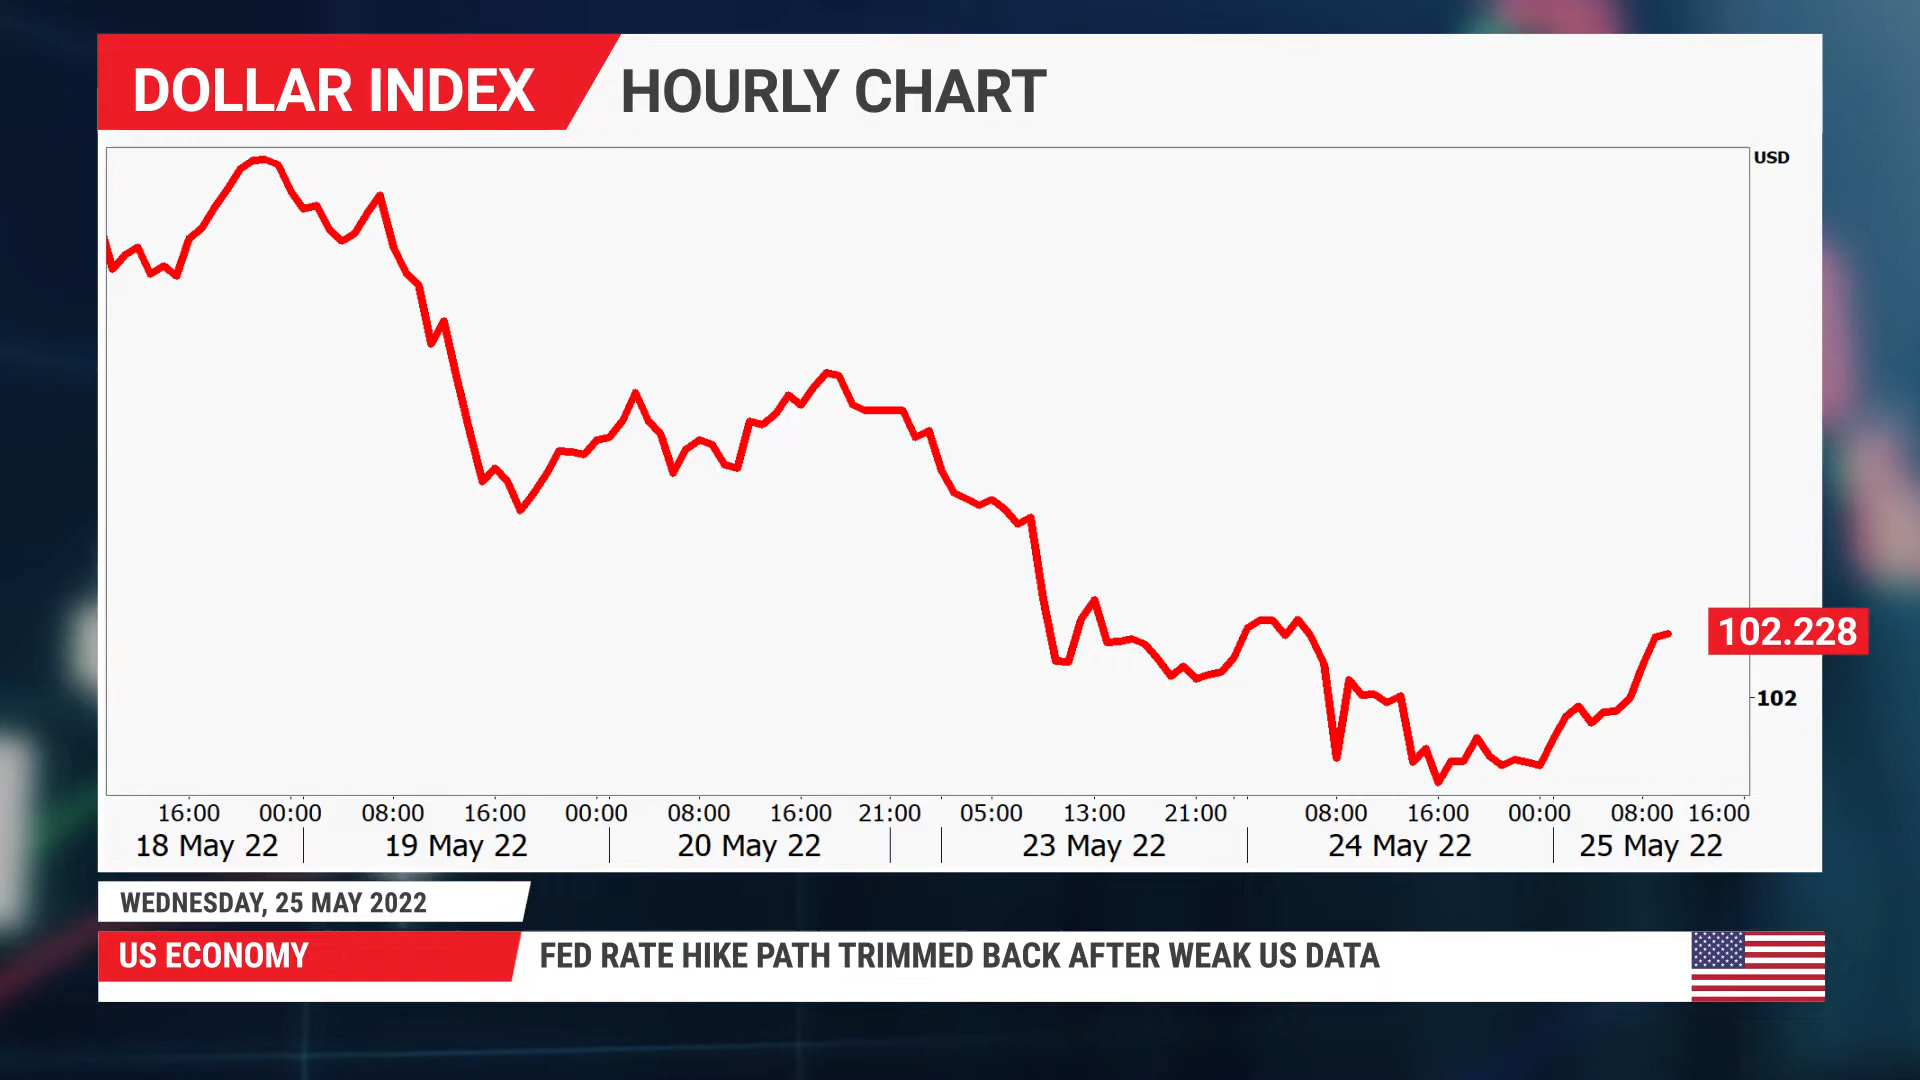 DOLLAR INDEX HOURLY CHART
USD
102.228
102
16:00 00:00 08:00 16:00 00:00 08:00 16:00 21:00 05:00 13:00 21:00 08:00 16:00 00:00 08:00 16:00
18 May 22 19 May 22 20 May 22 23 May 22 24 May 22 25 May 22
WEDNESDAY, 25 MAY 2022
US ECONOMY FED RATE HIKE PATH TRIMMED BACK AFTER WEAK US DATA